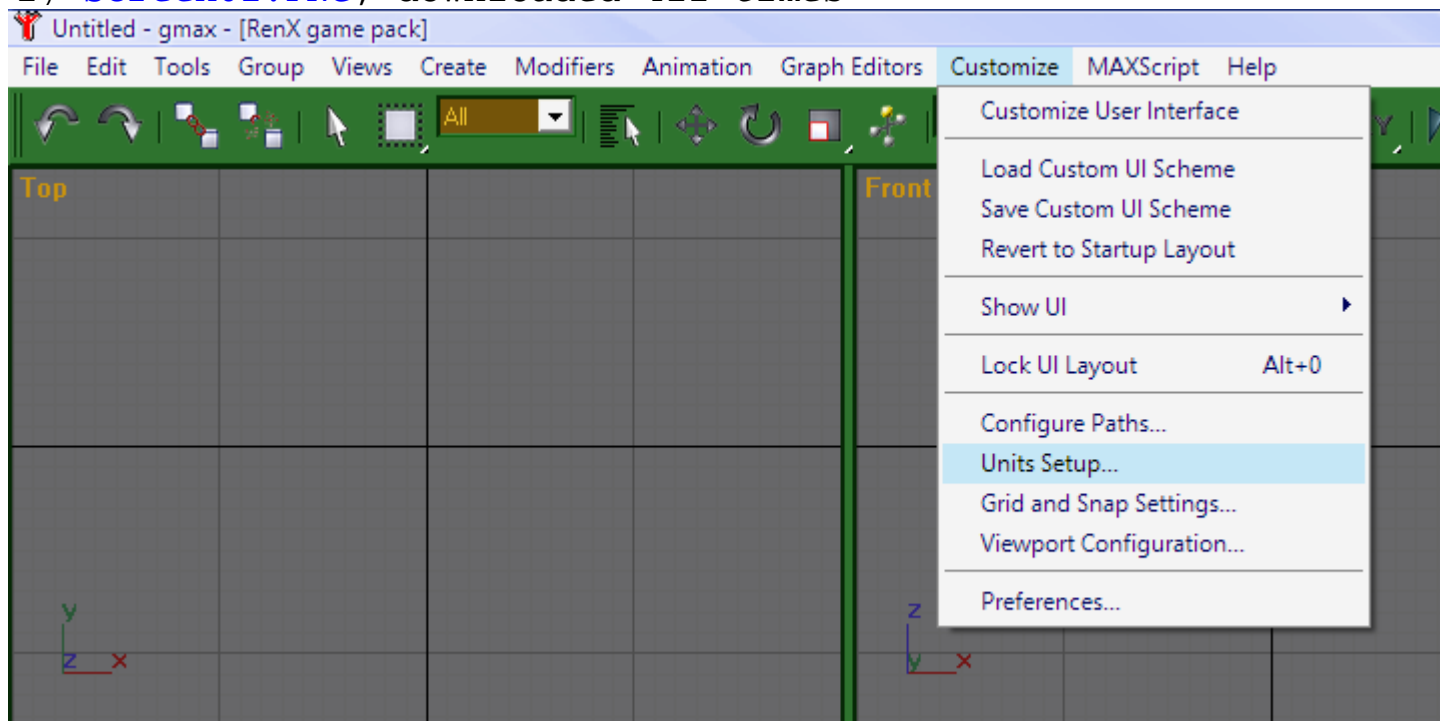 Untitled - gmax - [RenX game pack]
File Edit Tools Group Views Create Modifiers Animation Graph Editors Customize MAXScript Help
All
Y
Top
Front
Customize User Interface
Load Custom UI Scheme
Save Custom UI Scheme
Revert to Startup Layout
Show UI
Lock UI Layout Alt+0
Configure Paths...
Units Setup...
Grid and Snap Settings...
Viewport Configuration...
Preferences...
y
z x
z
y x